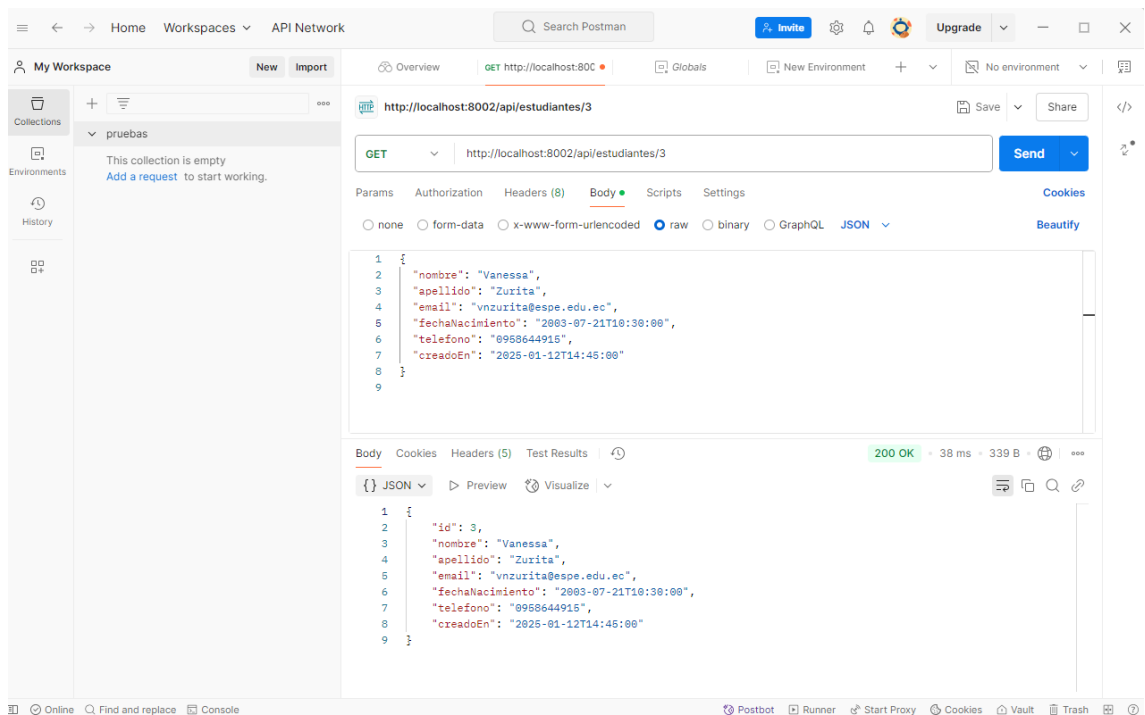 Home Workspaces API Network Search Postman Invite Upgrade
My Workspace New Import Overview GET http://localhost:800 Globals New Environment No environment
Collections
Environments
History
pruebas
This collection is empty
Add a request to start working.
HTTP http://localhost:8002/api/estudiantes/3 Save Share
GET http://localhost:8002/api/estudiantes/3 Send
Params Authorization Headers (8) Body Scripts Settings Cookies
none form-data x-www-form-urlencoded raw binary GraphQL JSON Beautify
1 {
2 "nombre": "Vanessa",
3 "apellido": "Zurita",
4 "email": "vnzurita@espe.edu.ec",
5 "fechaNacimiento": "2003-07-21T10:30:00",
6 "telefono": "0958644915",
7 "creadoEn": "2025-01-12T14:45:00"
8 }
9
Body Cookies Headers (5) Test Results 200 OK 38 ms 339 B
{} JSON Preview Visualize
1 {
2 "id": 3,
3 "nombre": "Vanessa",
4 "apellido": "Zurita",
5 "email": "vnzurita@espe.edu.ec",
6 "fechaNacimiento": "2003-07-21T10:30:00",
7 "telefono": "0958644915",
8 "creadoEn": "2025-01-12T14:45:00"
9 }
Online Find and replace Console Postbot Runner Start Proxy Cookies Vault Trash